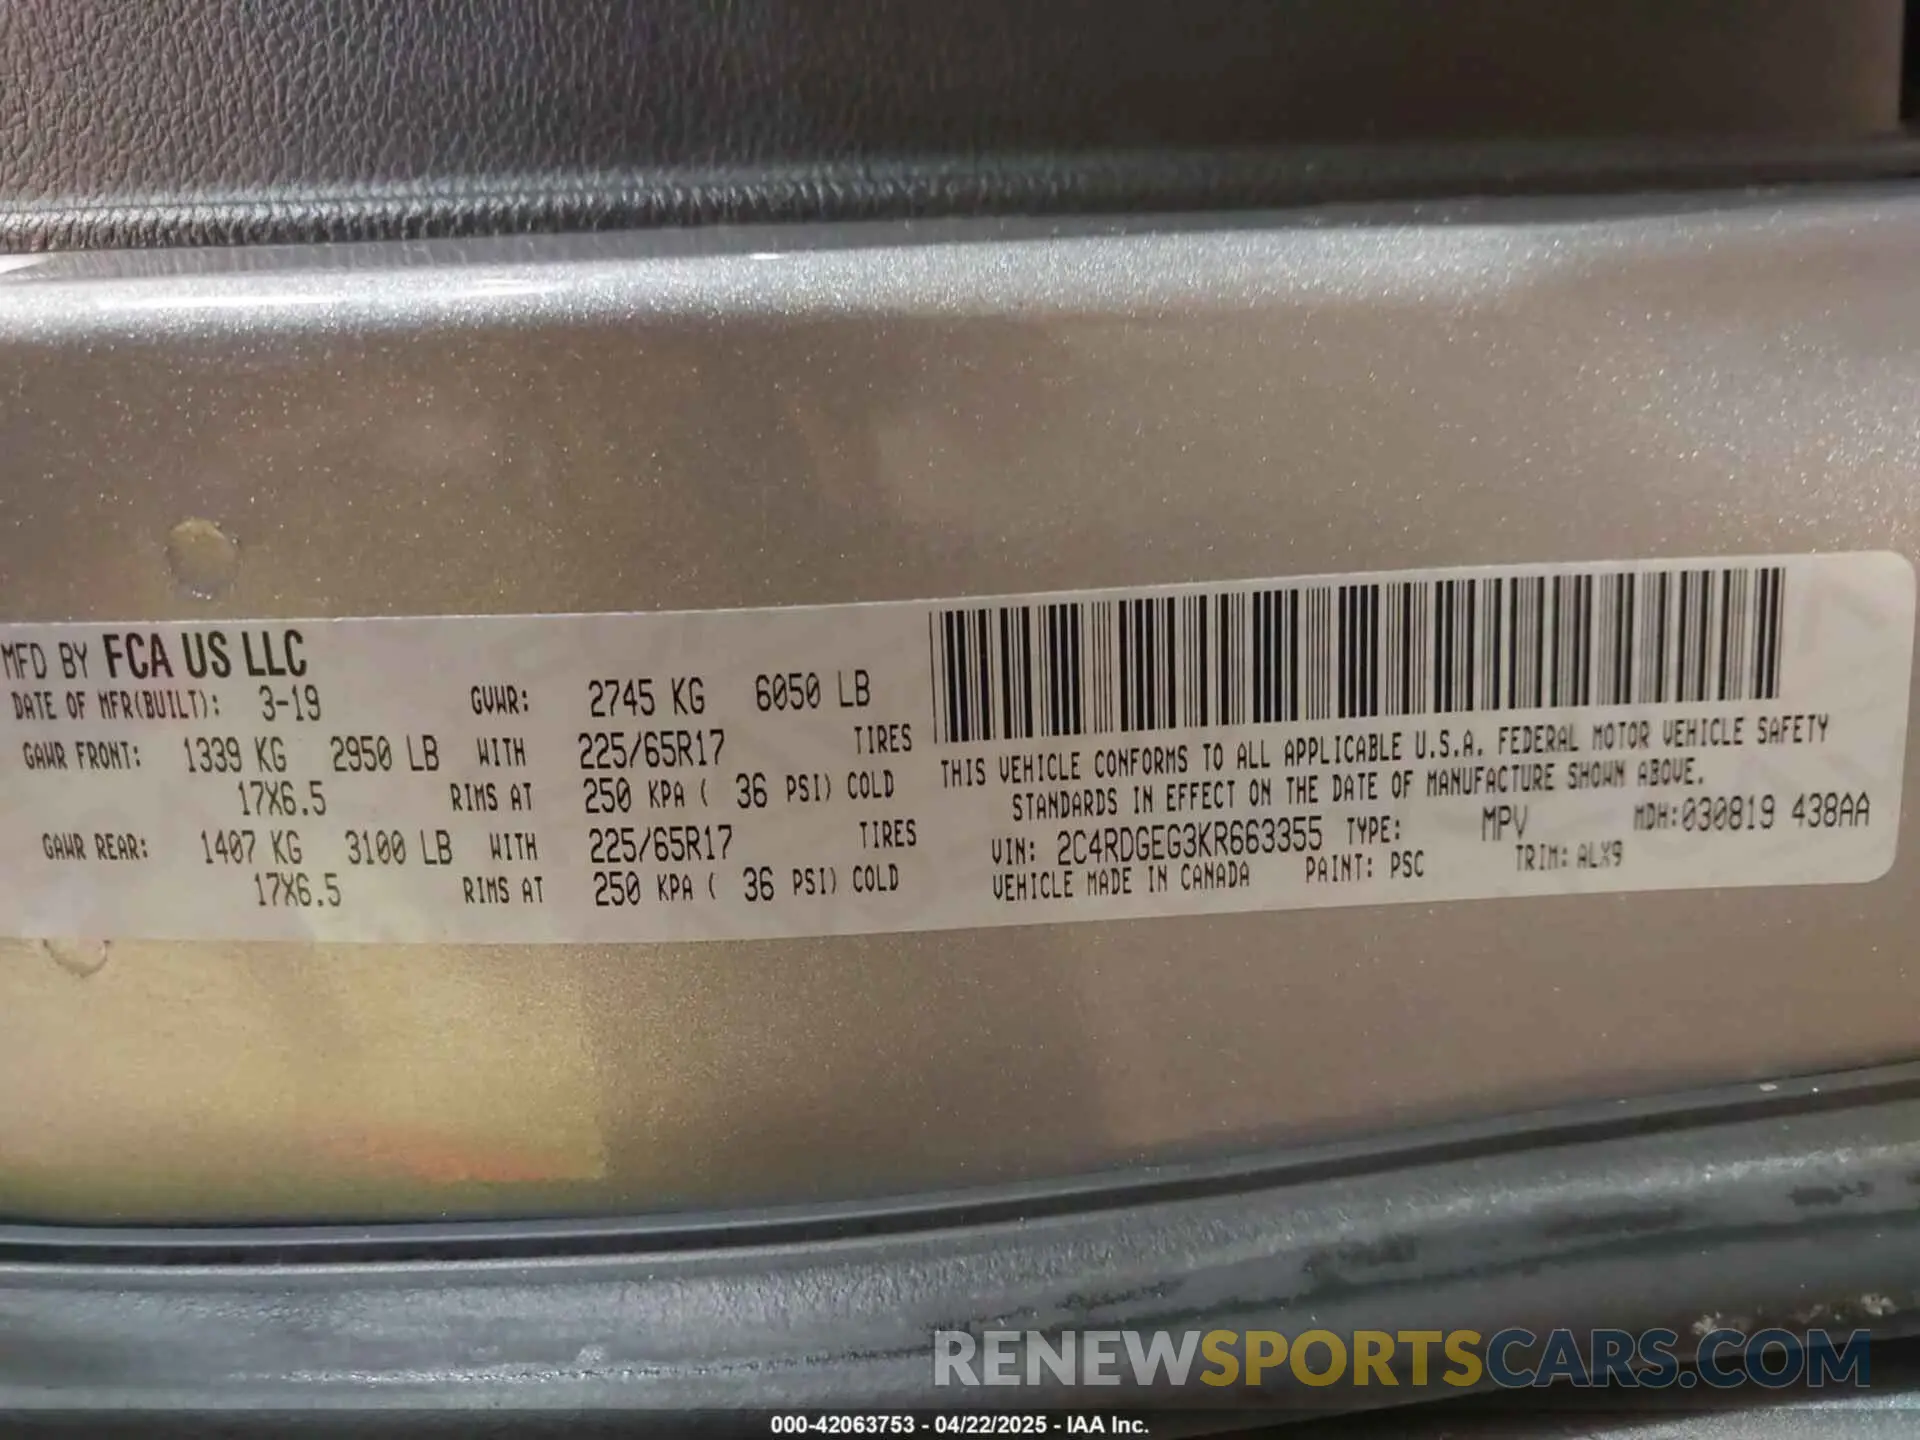 MFD BY FCA US LLC
DATE OF MFR(BUILT): 3-19 GVWR: 2745 KG 6050 LB
GAWR FRONT: 1339 KG 2950 LB WITH 225/65R17 TIRES
17X6.5 RIMS AT 250 KPA ( 36 PSI) COLD
GAWR REAR: 1407 KG 3100 LB WITH 225/65R17 TIRES
17X6.5 RIMS AT 250 KPA ( 36 PSI) COLD
THIS VEHICLE CONFORMS TO ALL APPLICABLE U.S.A. FEDERAL MOTOR VEHICLE SAFETY
STANDARDS IN EFFECT ON THE DATE OF MANUFACTURE SHOWN ABOVE.
VIN: 2C4RDGEG3KR663355 TYPE: MPV MDH:030819 438AA
VEHICLE MADE IN CANADA PAINT: PSC TRIM: ALX9
RENEWSPORTSCARS.COM
000-42063753 - 04/22/2025 - IAA Inc.